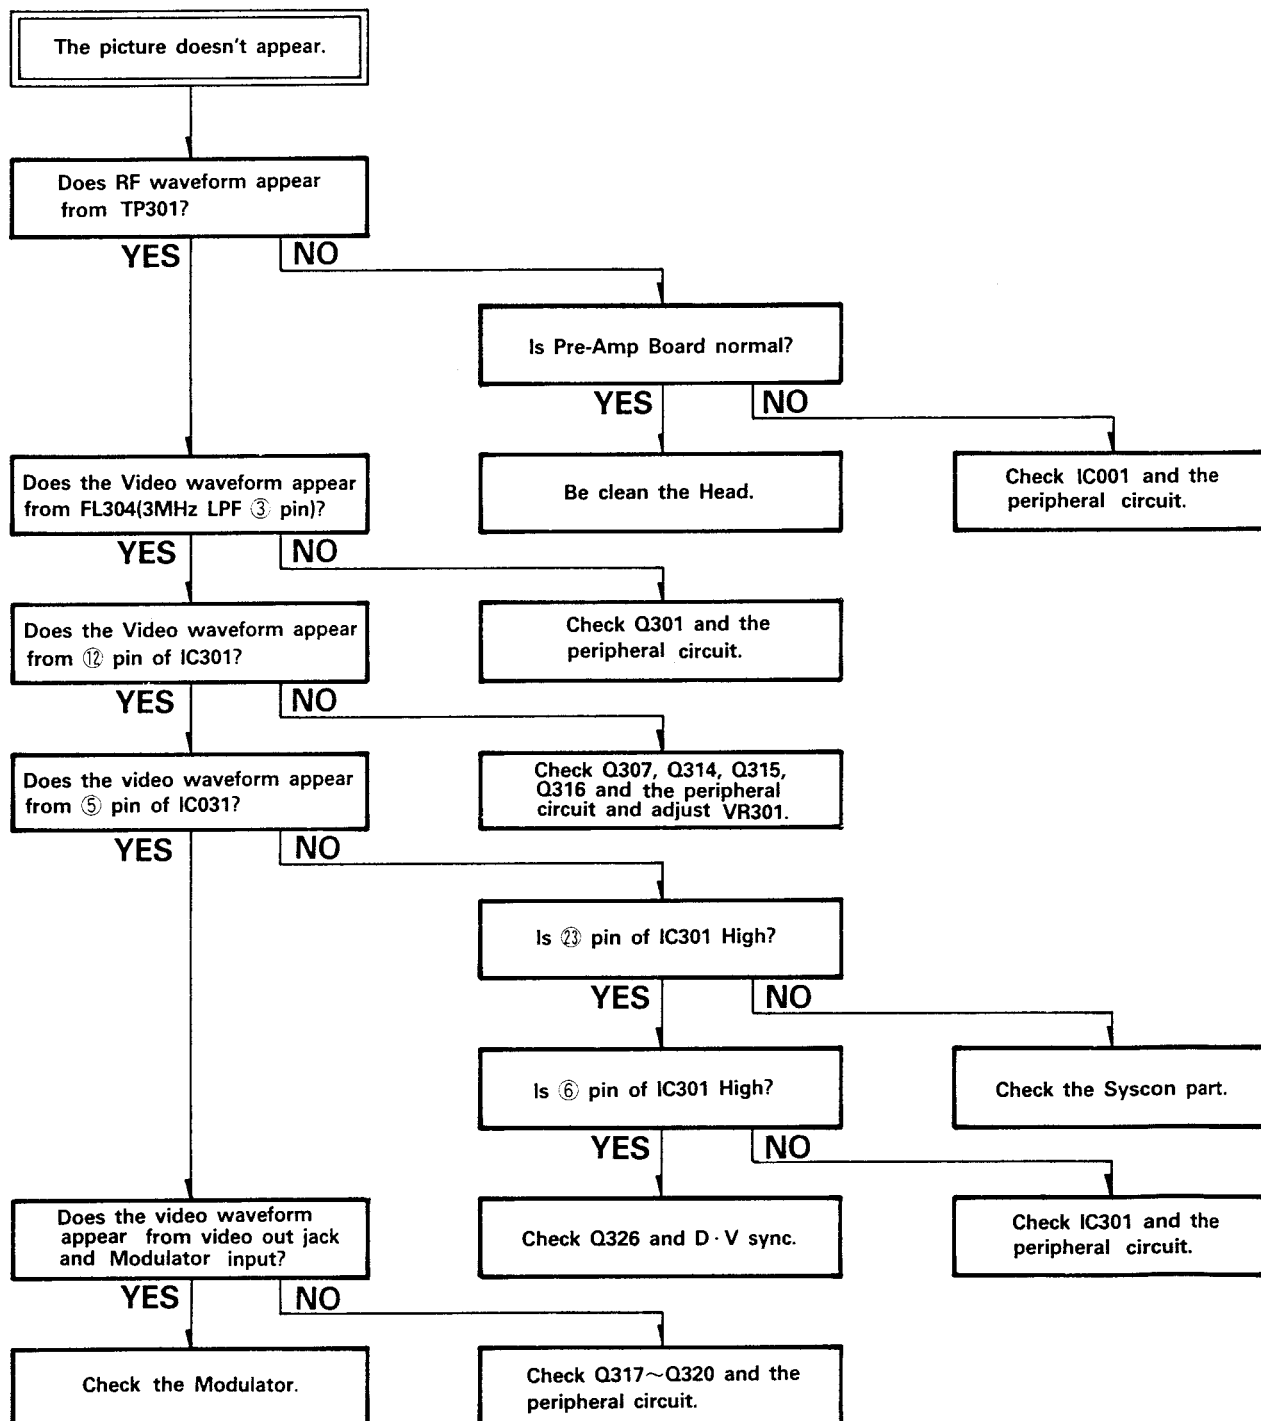 The picture doesn't appear.
Does RF waveform appear
from TP301?
YES
NO
Is Pre-Amp Board normal?
YES
NO
Does the Video waveform appear
from FL304(3MHz LPF ③ pin)?
Be clean the Head.
Check IC001 and the
peripheral circuit.
YES
NO
Does the Video waveform appear
from ⑫ pin of IC301?
Check Q301 and the
peripheral circuit.
YES
NO
Does the video waveform appear
from ⑤ pin of IC031?
Check Q307, Q314, Q315,
Q316 and the peripheral
circuit and adjust VR301.
YES
NO
Is ㉓ pin of IC301 High?
YES
NO
Is ⑥ pin of IC301 High?
Check the Syscon part.
YES
NO
Does the video waveform
appear from video out jack
and Modulator input?
Check Q326 and D·V sync.
Check IC301 and the
peripheral circuit.
YES
NO
Check the Modulator.
Check Q317~Q320 and the
peripheral circuit.